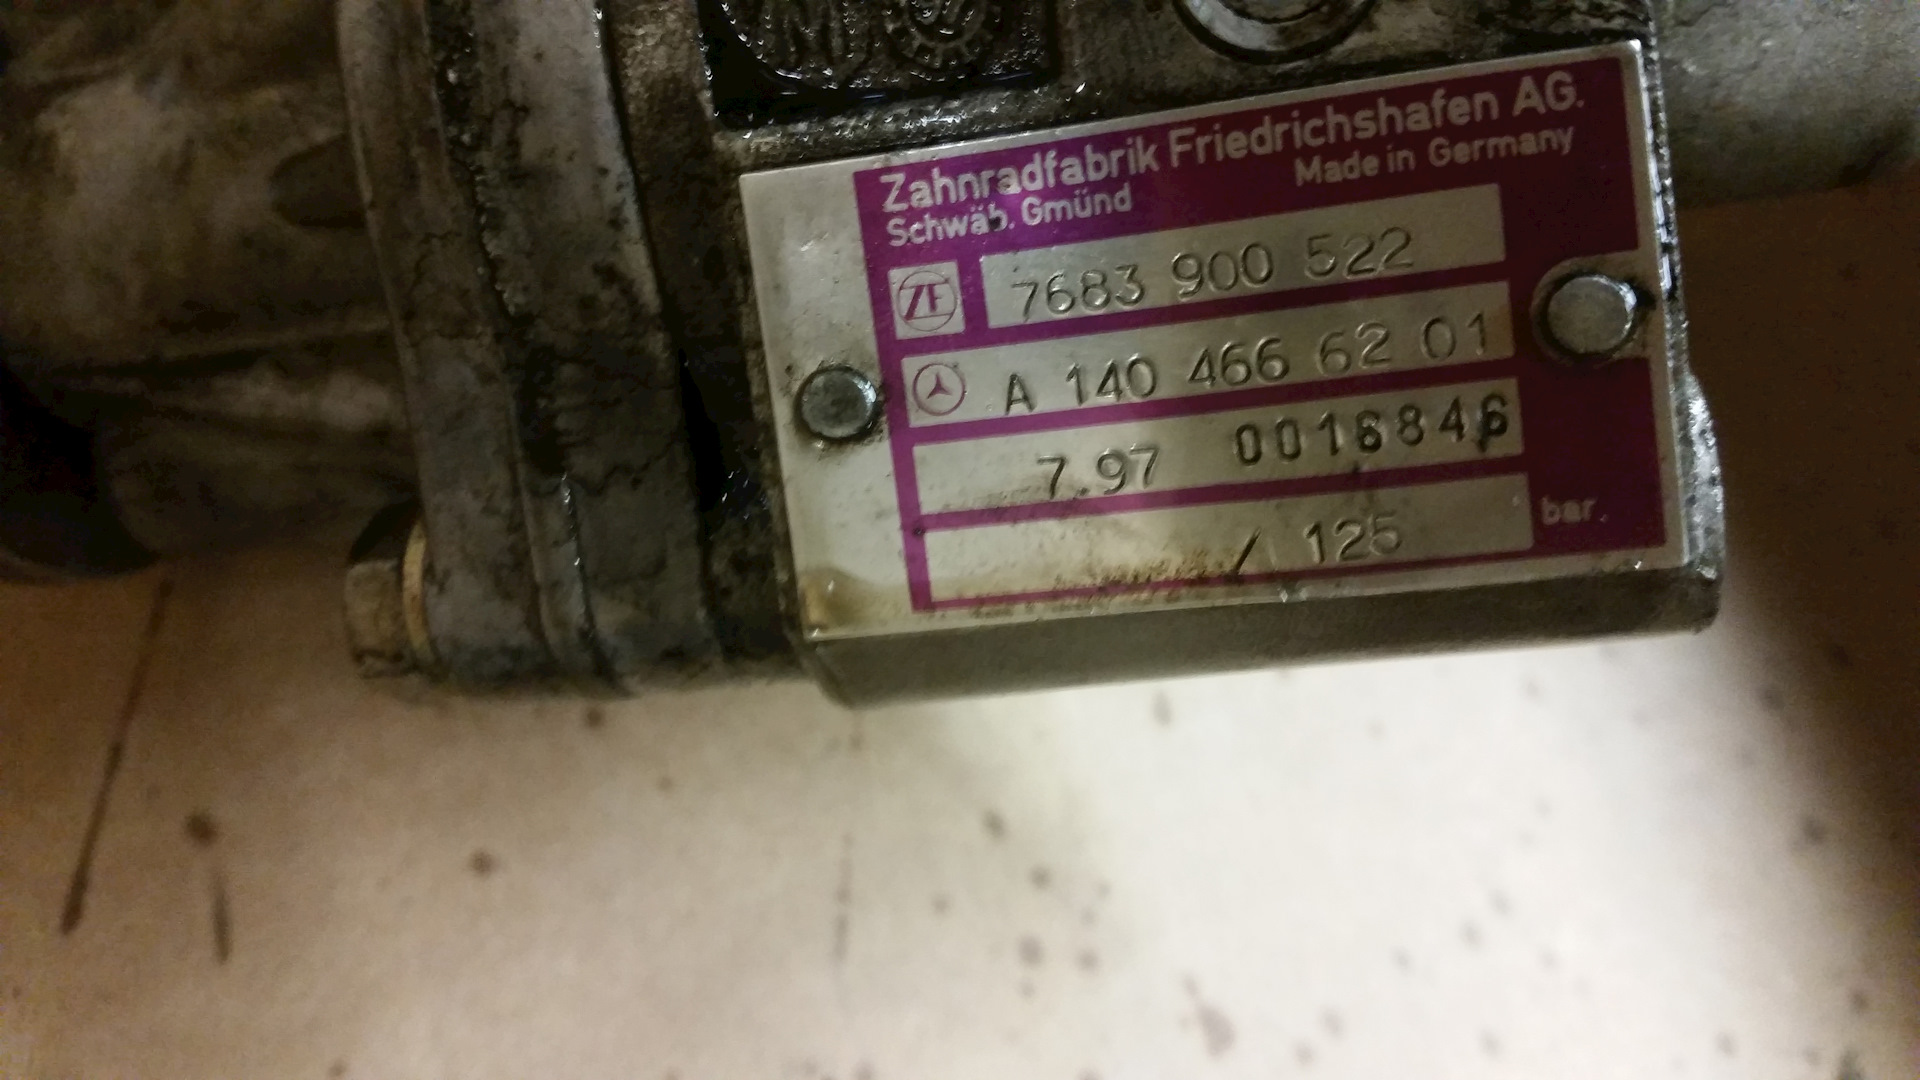 Zahnradfabrik Friedrichshafen AG.
Schwäb. Gmünd Made in Germany
ZF 7683 900 522
A 140 466 62 01
7.97 0016846
/ 125 bar